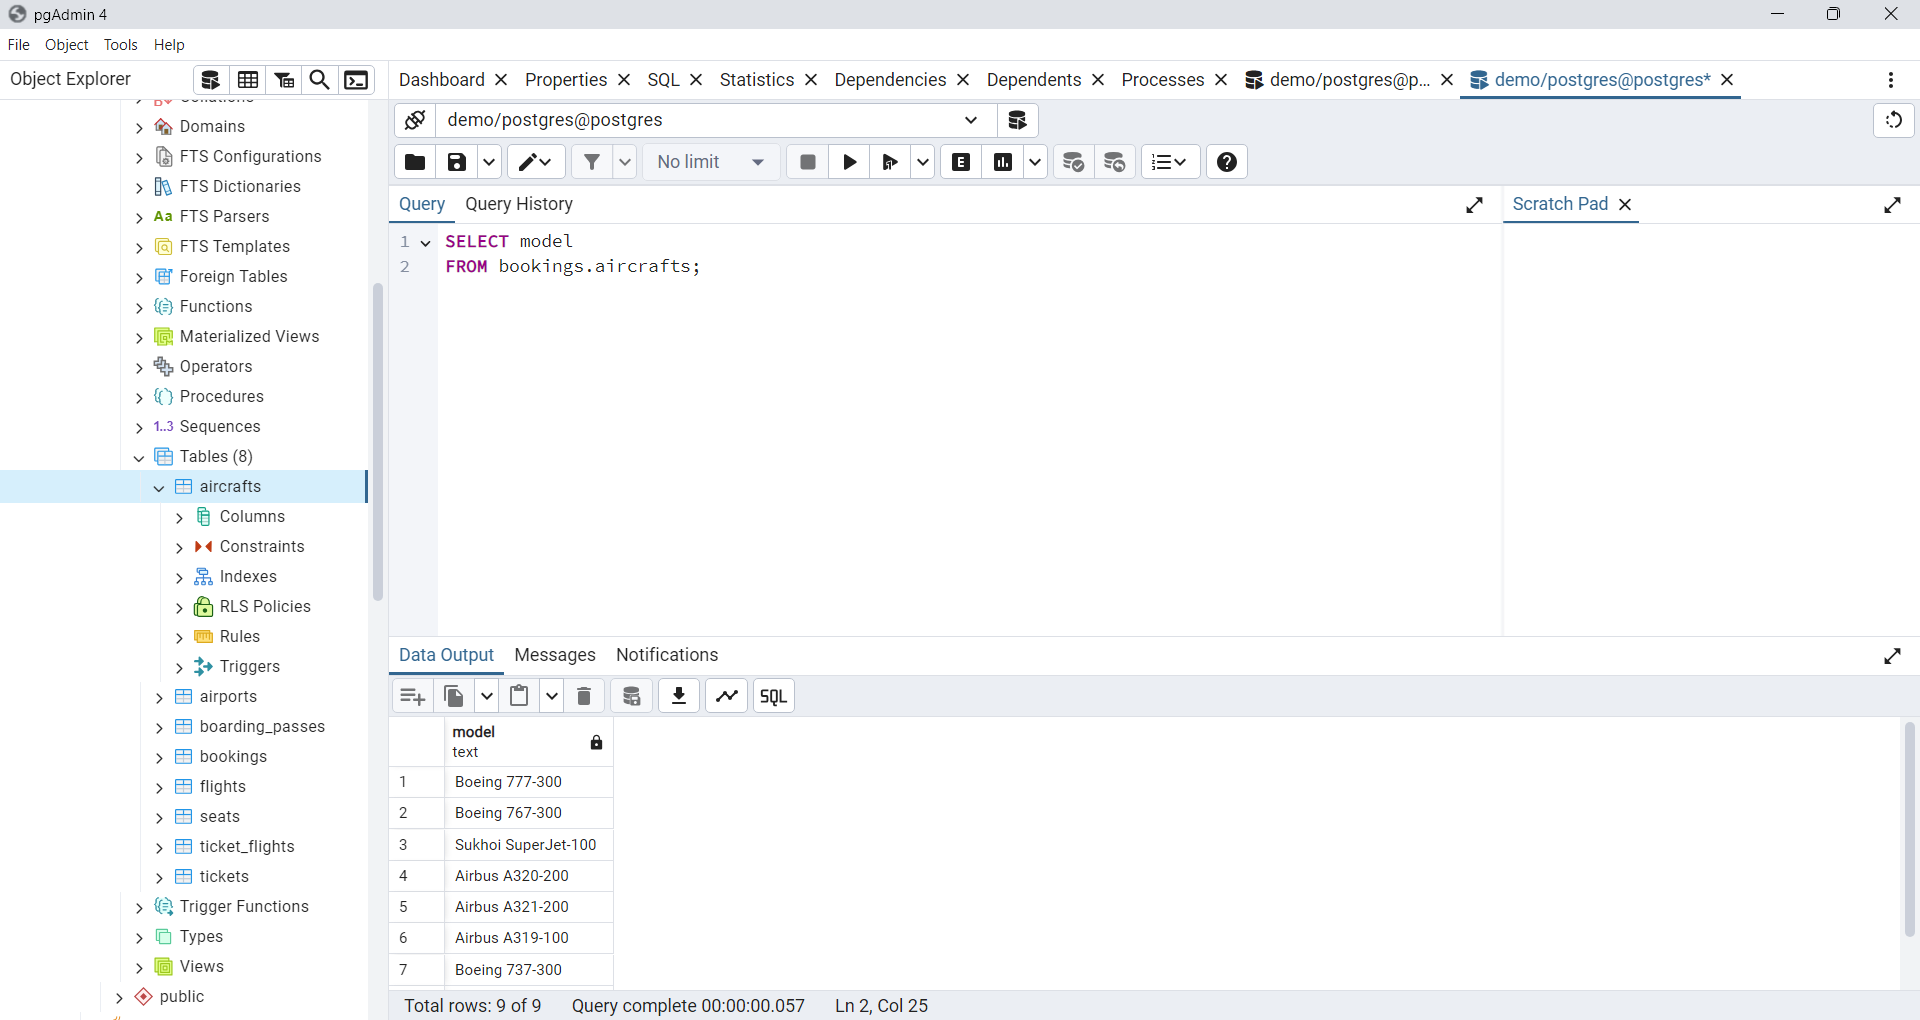 pgAdmin 4
File Object Tools Help
Object Explorer
Dashboard Properties SQL Statistics Dependencies Dependents Processes demo/postgres@p... demo/postgres@postgres*
demo/postgres@postgres
No limit
E
Query Query History
Scratch Pad
1 SELECT model
2 FROM bookings.aircrafts;
Domains
FTS Configurations
FTS Dictionaries
Aa FTS Parsers
FTS Templates
Foreign Tables
Functions
Materialized Views
Operators
Procedures
1..3 Sequences
Tables (8)
aircrafts
Columns
Constraints
Indexes
RLS Policies
Rules
Triggers
airports
boarding_passes
bookings
flights
seats
ticket_flights
tickets
Trigger Functions
Types
Views
public
Data Output Messages Notifications
SQL
model
text
1 Boeing 777-300
2 Boeing 767-300
3 Sukhoi SuperJet-100
4 Airbus A320-200
5 Airbus A321-200
6 Airbus A319-100
7 Boeing 737-300
Total rows: 9 of 9 Query complete 00:00:00.057 Ln 2, Col 25